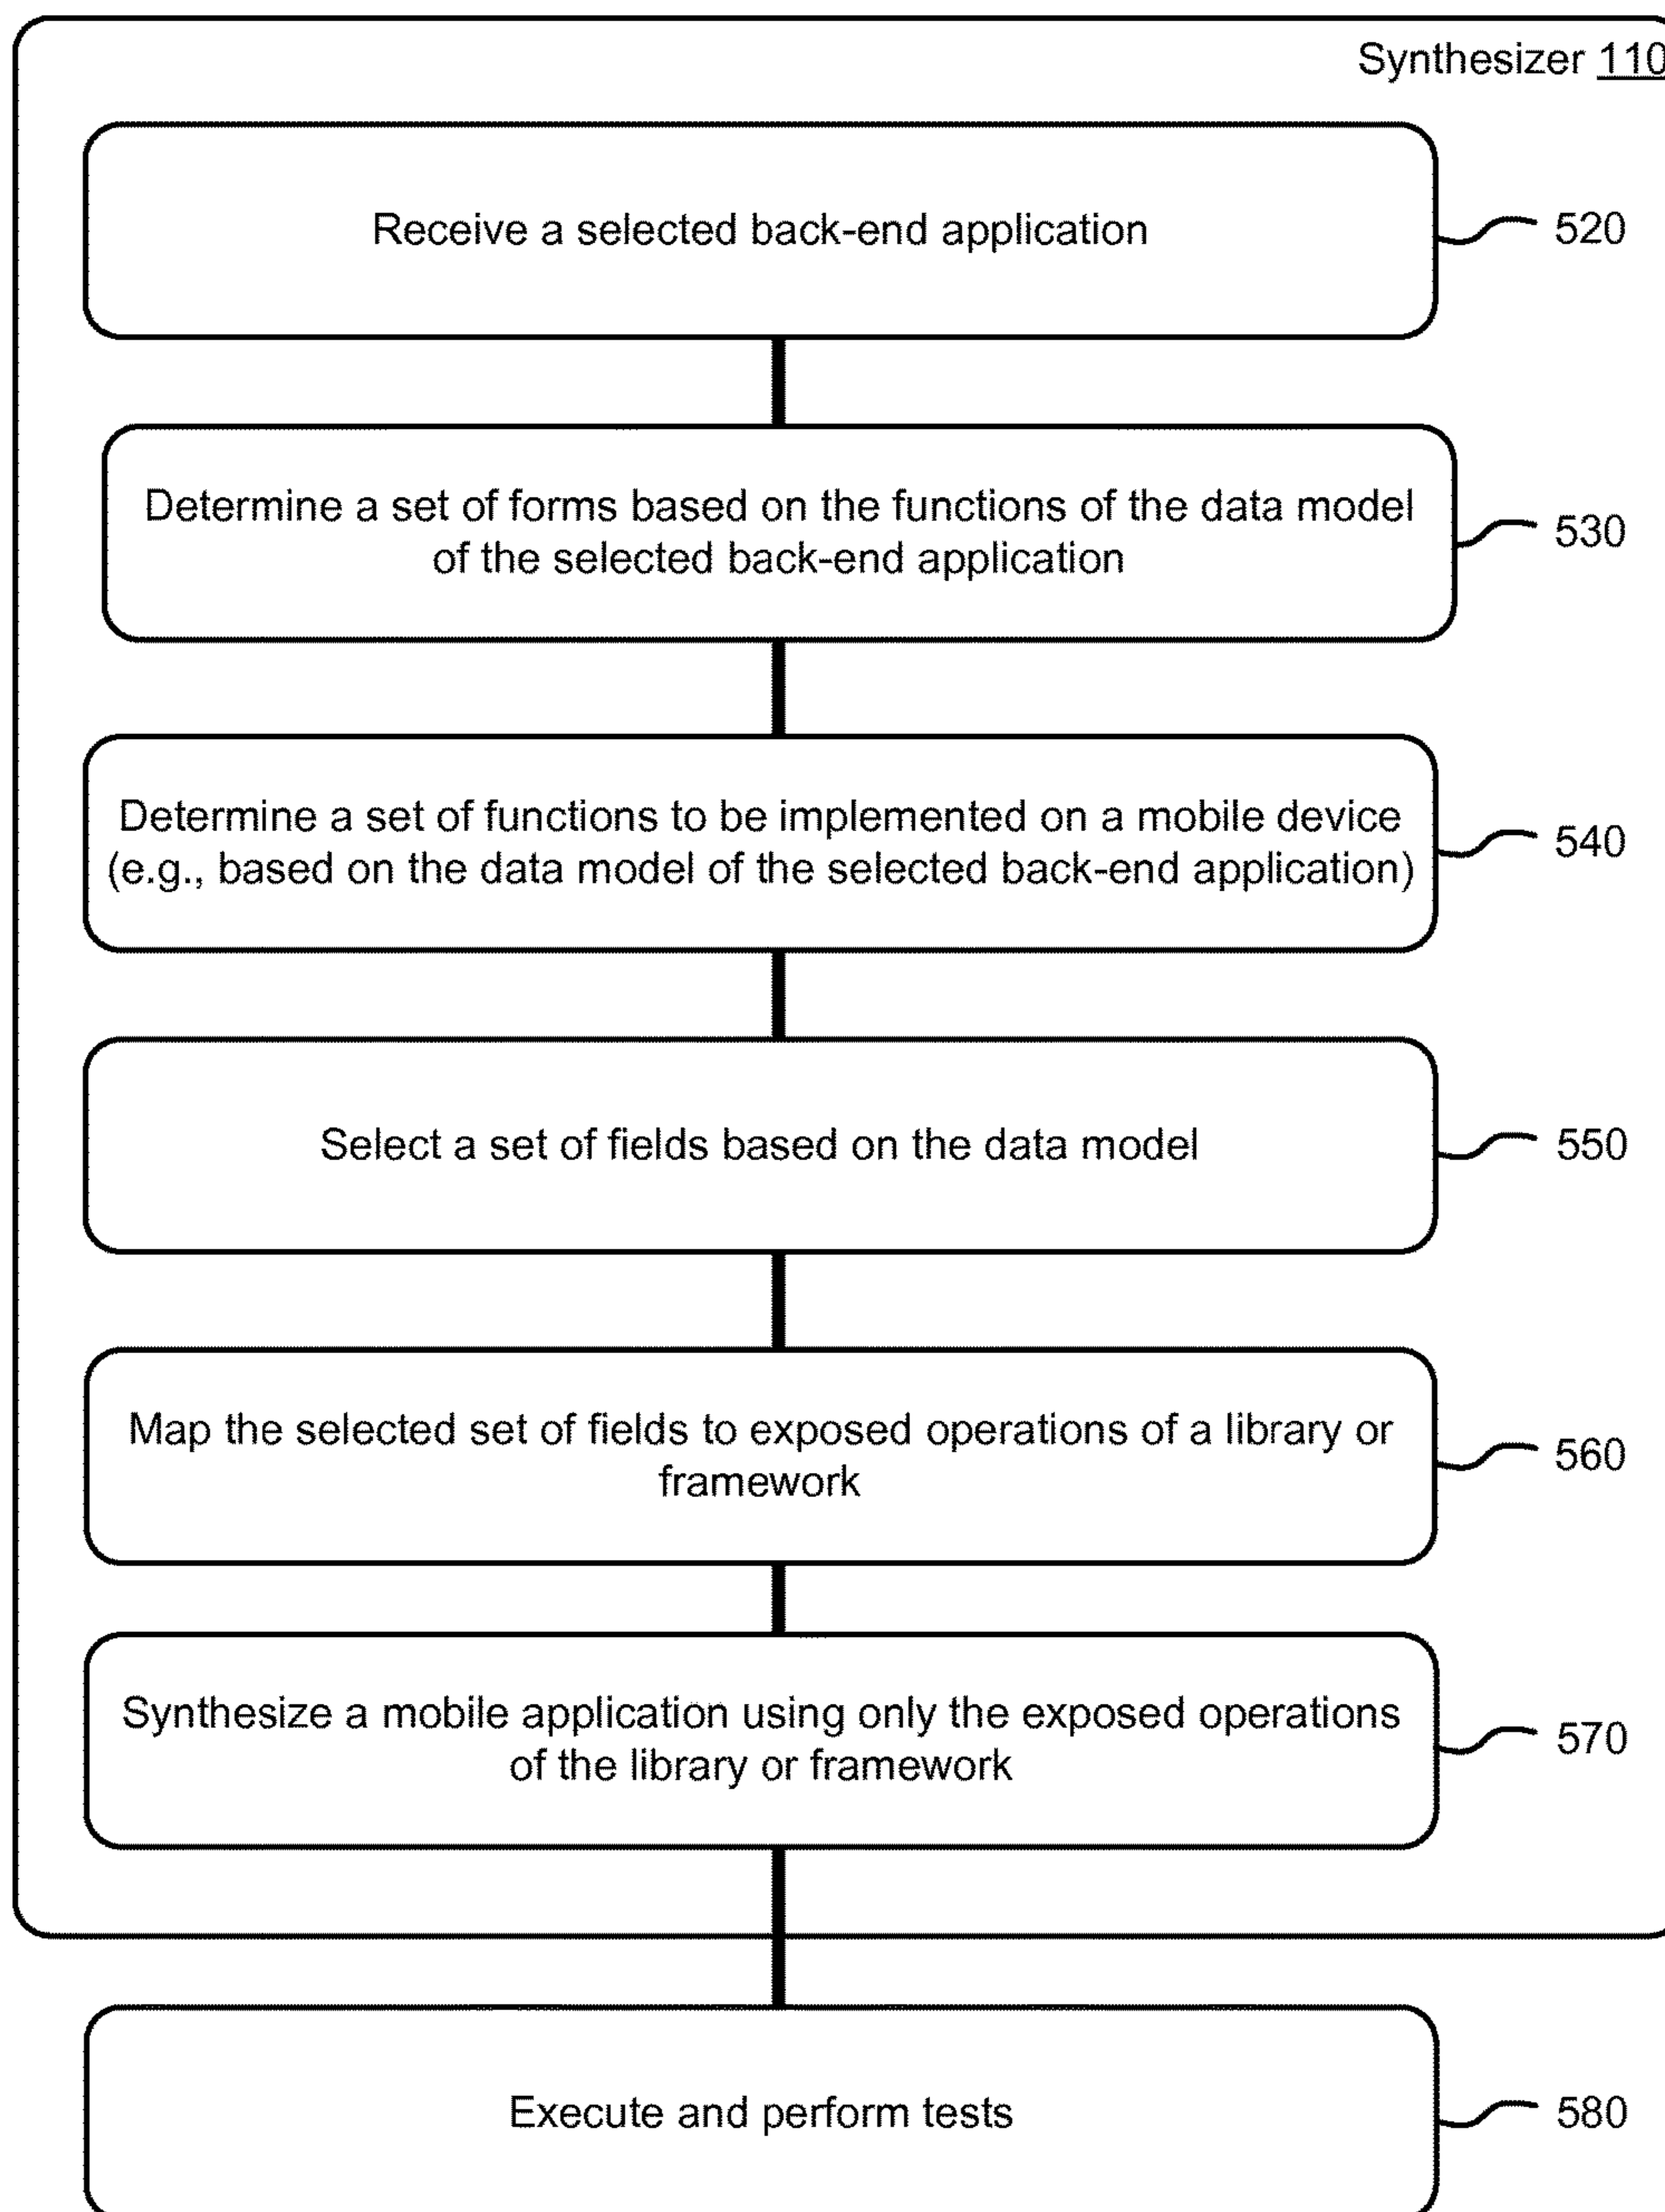 Synthesizer 110
Receive a selected back-end application
520
Determine a set of forms based on the functions of the data model
of the selected back-end application
530
Determine a set of functions to be implemented on a mobile device
(e.g., based on the data model of the selected back-end application)
540
Select a set of fields based on the data model
550
Map the selected set of fields to exposed operations of a library or
framework
560
Synthesize a mobile application using only the exposed operations
of the library or framework
570
Execute and perform tests
580